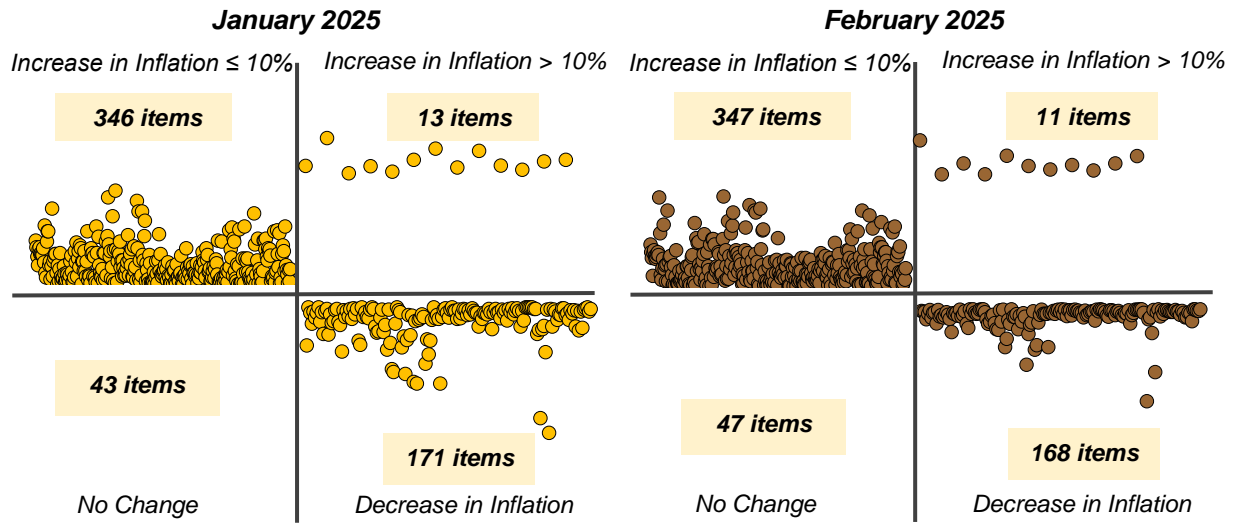 January 2025
Increase in Inflation ≤ 10%
Increase in Inflation > 10%
346 items
13 items
43 items
171 items
No Change
Decrease in Inflation
February 2025
Increase in Inflation ≤ 10%
Increase in Inflation > 10%
347 items
11 items
47 items
168 items
No Change
Decrease in Inflation